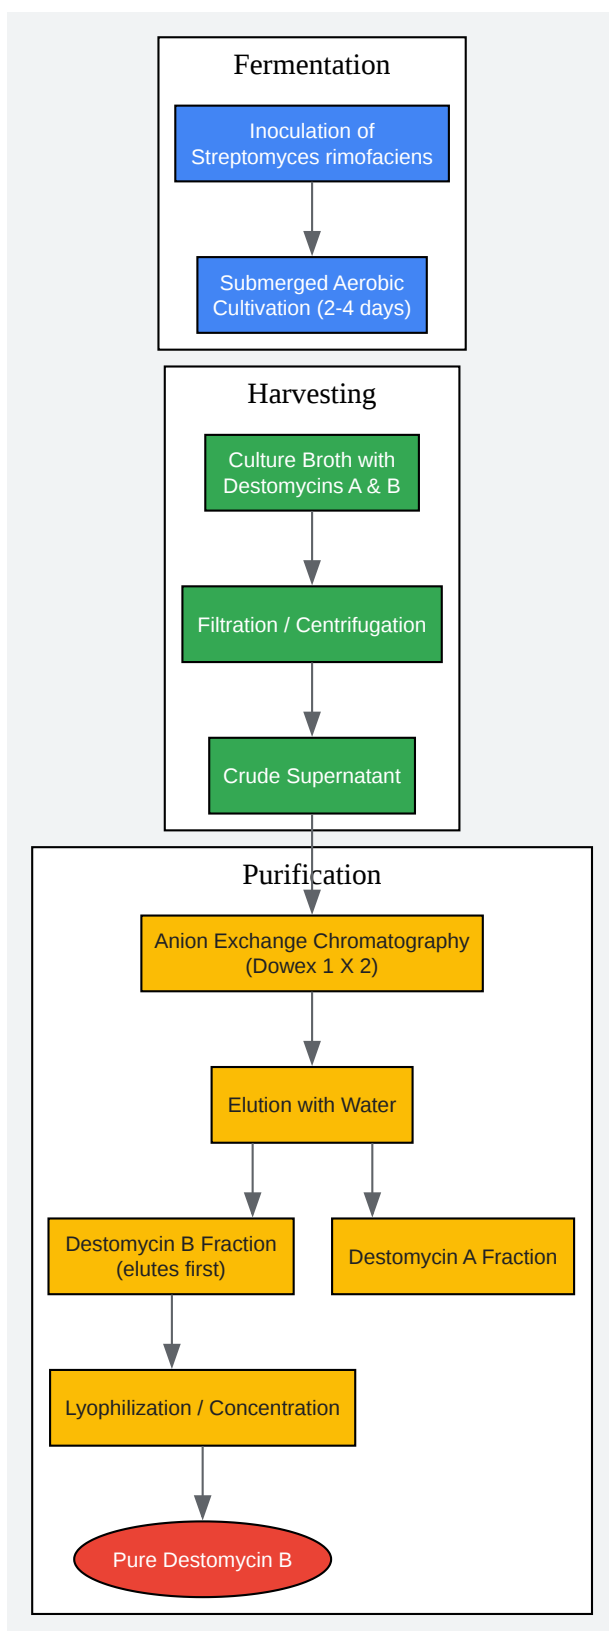 Fermentation
Inoculation of
Streptomyces rimofaciens
Submerged Aerobic
Cultivation (2-4 days)
Harvesting
Culture Broth with
Destomycins A & B
Filtration / Centrifugation
Crude Supernatant
Purification
Anion Exchange Chromatography
(Dowex 1 X 2)
Elution with Water
Destomycin B Fraction
(elutes first)
Destomycin A Fraction
Lyophilization / Concentration
Pure Destomycin B